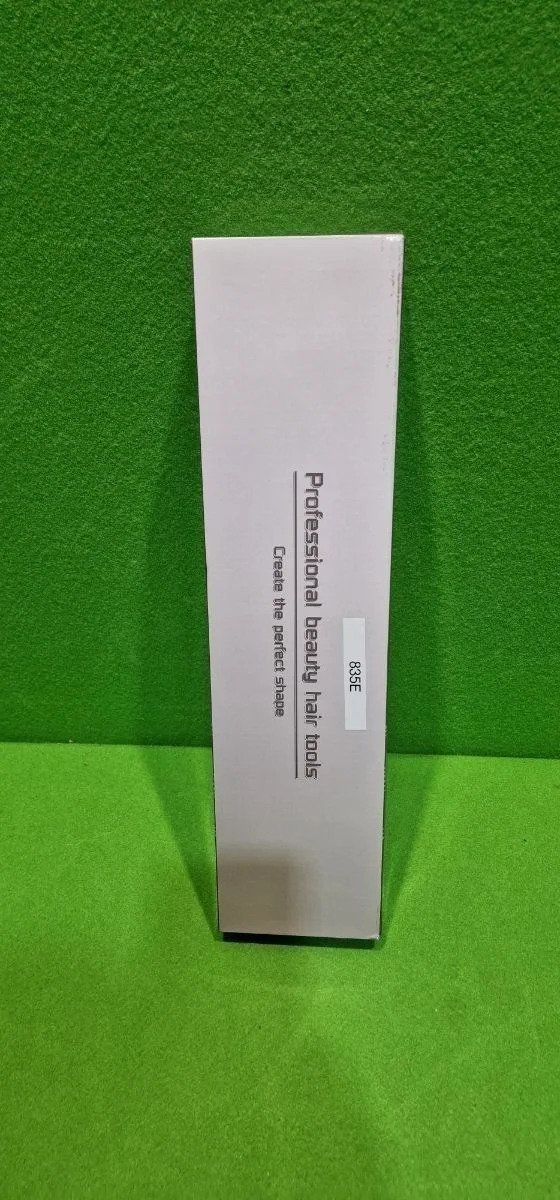 835E
Professional beauty hair tools
Create the perfect shape